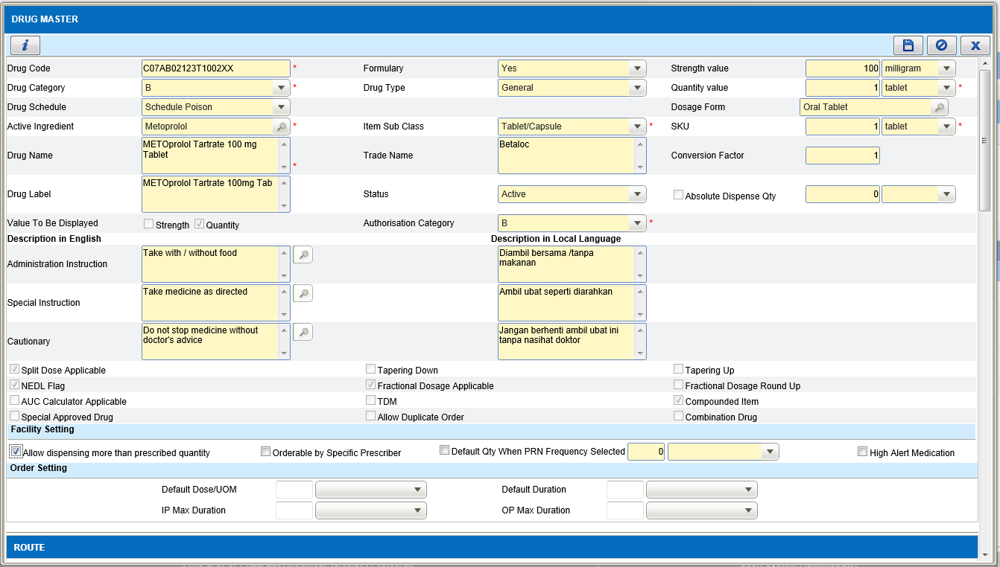 DRUG MASTER
i
X
Drug Code C07AB02123T1002XX * Formulary Yes Strength value 100 milligram
Drug Category B * Drug Type General Quantity value 1 tablet *
Drug Schedule Schedule Poison Dosage Form Oral Tablet
Active Ingredient Metoprolol * Item Sub Class Tablet/Capsule * SKU 1 tablet *
Drug Name METOprolol Tartrate 100 mg
Tablet * Trade Name Betaloc Conversion Factor 1
Drug Label METOprolol Tartrate 100mg Tab Status Active Absolute Dispense Qty 0
Value To Be Displayed Strength Quantity Authorisation Category B *
Description in English Description in Local Language
Administration Instruction Take with / without food Diambil bersama /tanpa
makanan
Special Instruction Take medicine as directed Ambil ubat seperti diarahkan
Cautionary Do not stop medicine without
doctor's advice
Jangan berhenti ambil ubat ini
tanpa nasihat doktor
Split Dose Applicable Tapering Down Tapering Up
NEDL Flag Fractional Dosage Applicable Fractional Dosage Round Up
AUC Calculator Applicable TDM Compounded Item
Special Approved Drug Allow Duplicate Order Combination Drug
Facility Setting
Allow dispensing more than prescribed quantity Orderable by Specific Prescriber Default Qty When PRN Frequency Selected 0 High Alert Medication
Order Setting
Default Dose/UOM Default Duration
IP Max Duration OP Max Duration
ROUTE